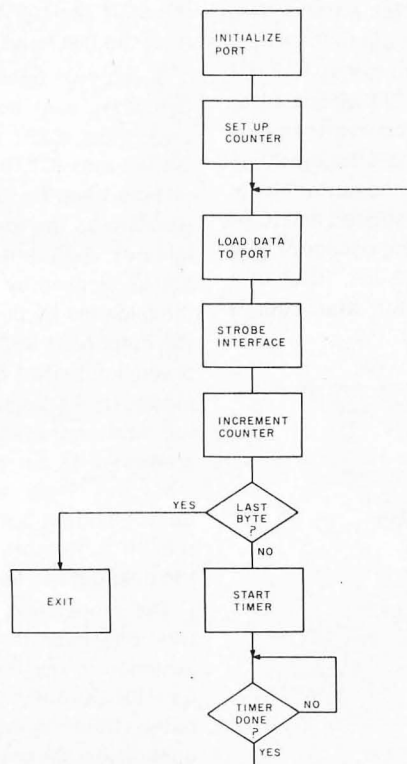 INITIALIZE
PORT
SET UP
COUNTER
LOAD DATA
TO PORT
STROBE
INTERFACE
INCREMENT
COUNTER
YES
LAST
BYTE
?
NO
EXIT
START
TIMER
TIMER
DONE
?
NO
YES